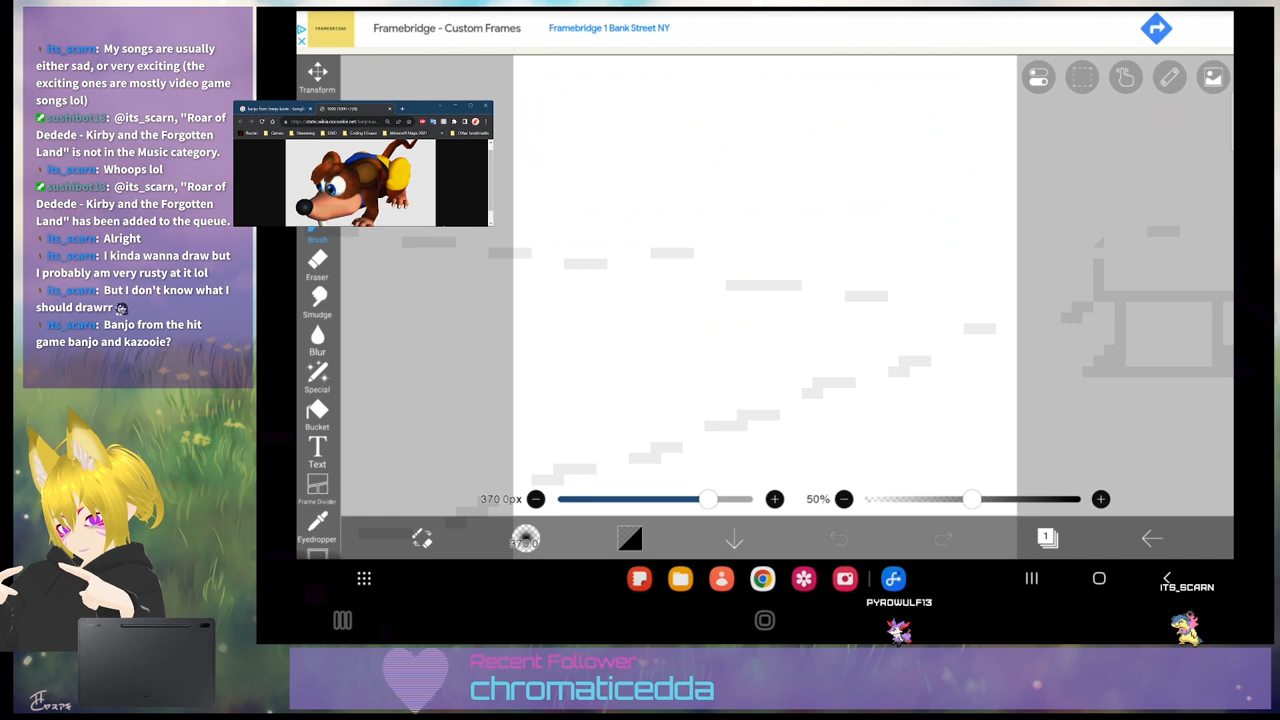 its_scarn: My songs are usually
either sad, or very exciting (the
exciting ones are mostly video game
songs lol)
sushibot13: @its_scarn, "Roar of
Dedede - Kirby and the Forgotten
Land" is not in the Music category.
its_scarn: Whoops lol
sushibot13: @its_scarn, "Roar of
Dedede - Kirby and the Forgotten
Land" has been added to the queue.
its_scarn: Alright
its_scarn: I kinda wanna draw but
I probably am very rusty at it lol
its_scarn: But I don't know what I
should drawrr
its_scarn: Banjo from the hit
game banjo and kazooie?
FRAMEBRIDGE
Framebridge - Custom Frames
Framebridge 1 Bank Street NY
Transform
Brush
Eraser
Smudge
Blur
Special
Bucket
T
Text
Frame Divider
Eyedropper
370.0px
50%
370.0
1
PYROWULF13
ITS_SCARN
Recent Follower
chromaticedda